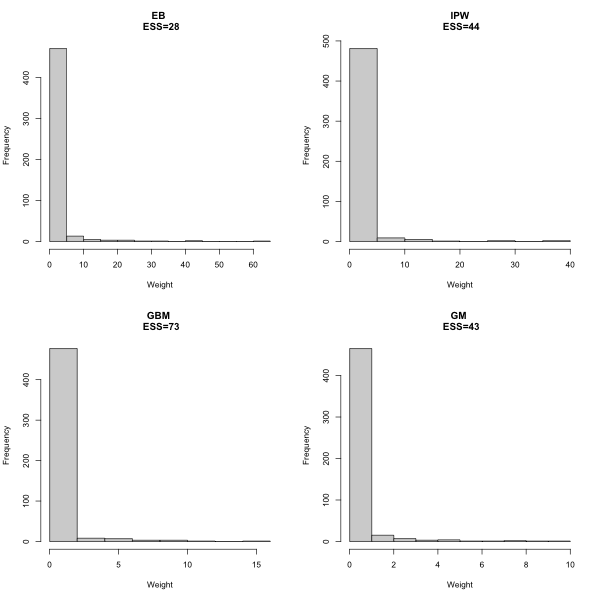 EB
ESS=28
Frequency
0 100 200 300 400
0 10 20 30 40 50 60
Weight
IPW
ESS=44
Frequency
0 100 200 300 400 500
0 10 20 30 40
Weight
GBM
ESS=73
Frequency
0 100 200 300 400
0 5 10 15
Weight
GM
ESS=43
Frequency
0 100 200 300 400
0 2 4 6 8 10
Weight